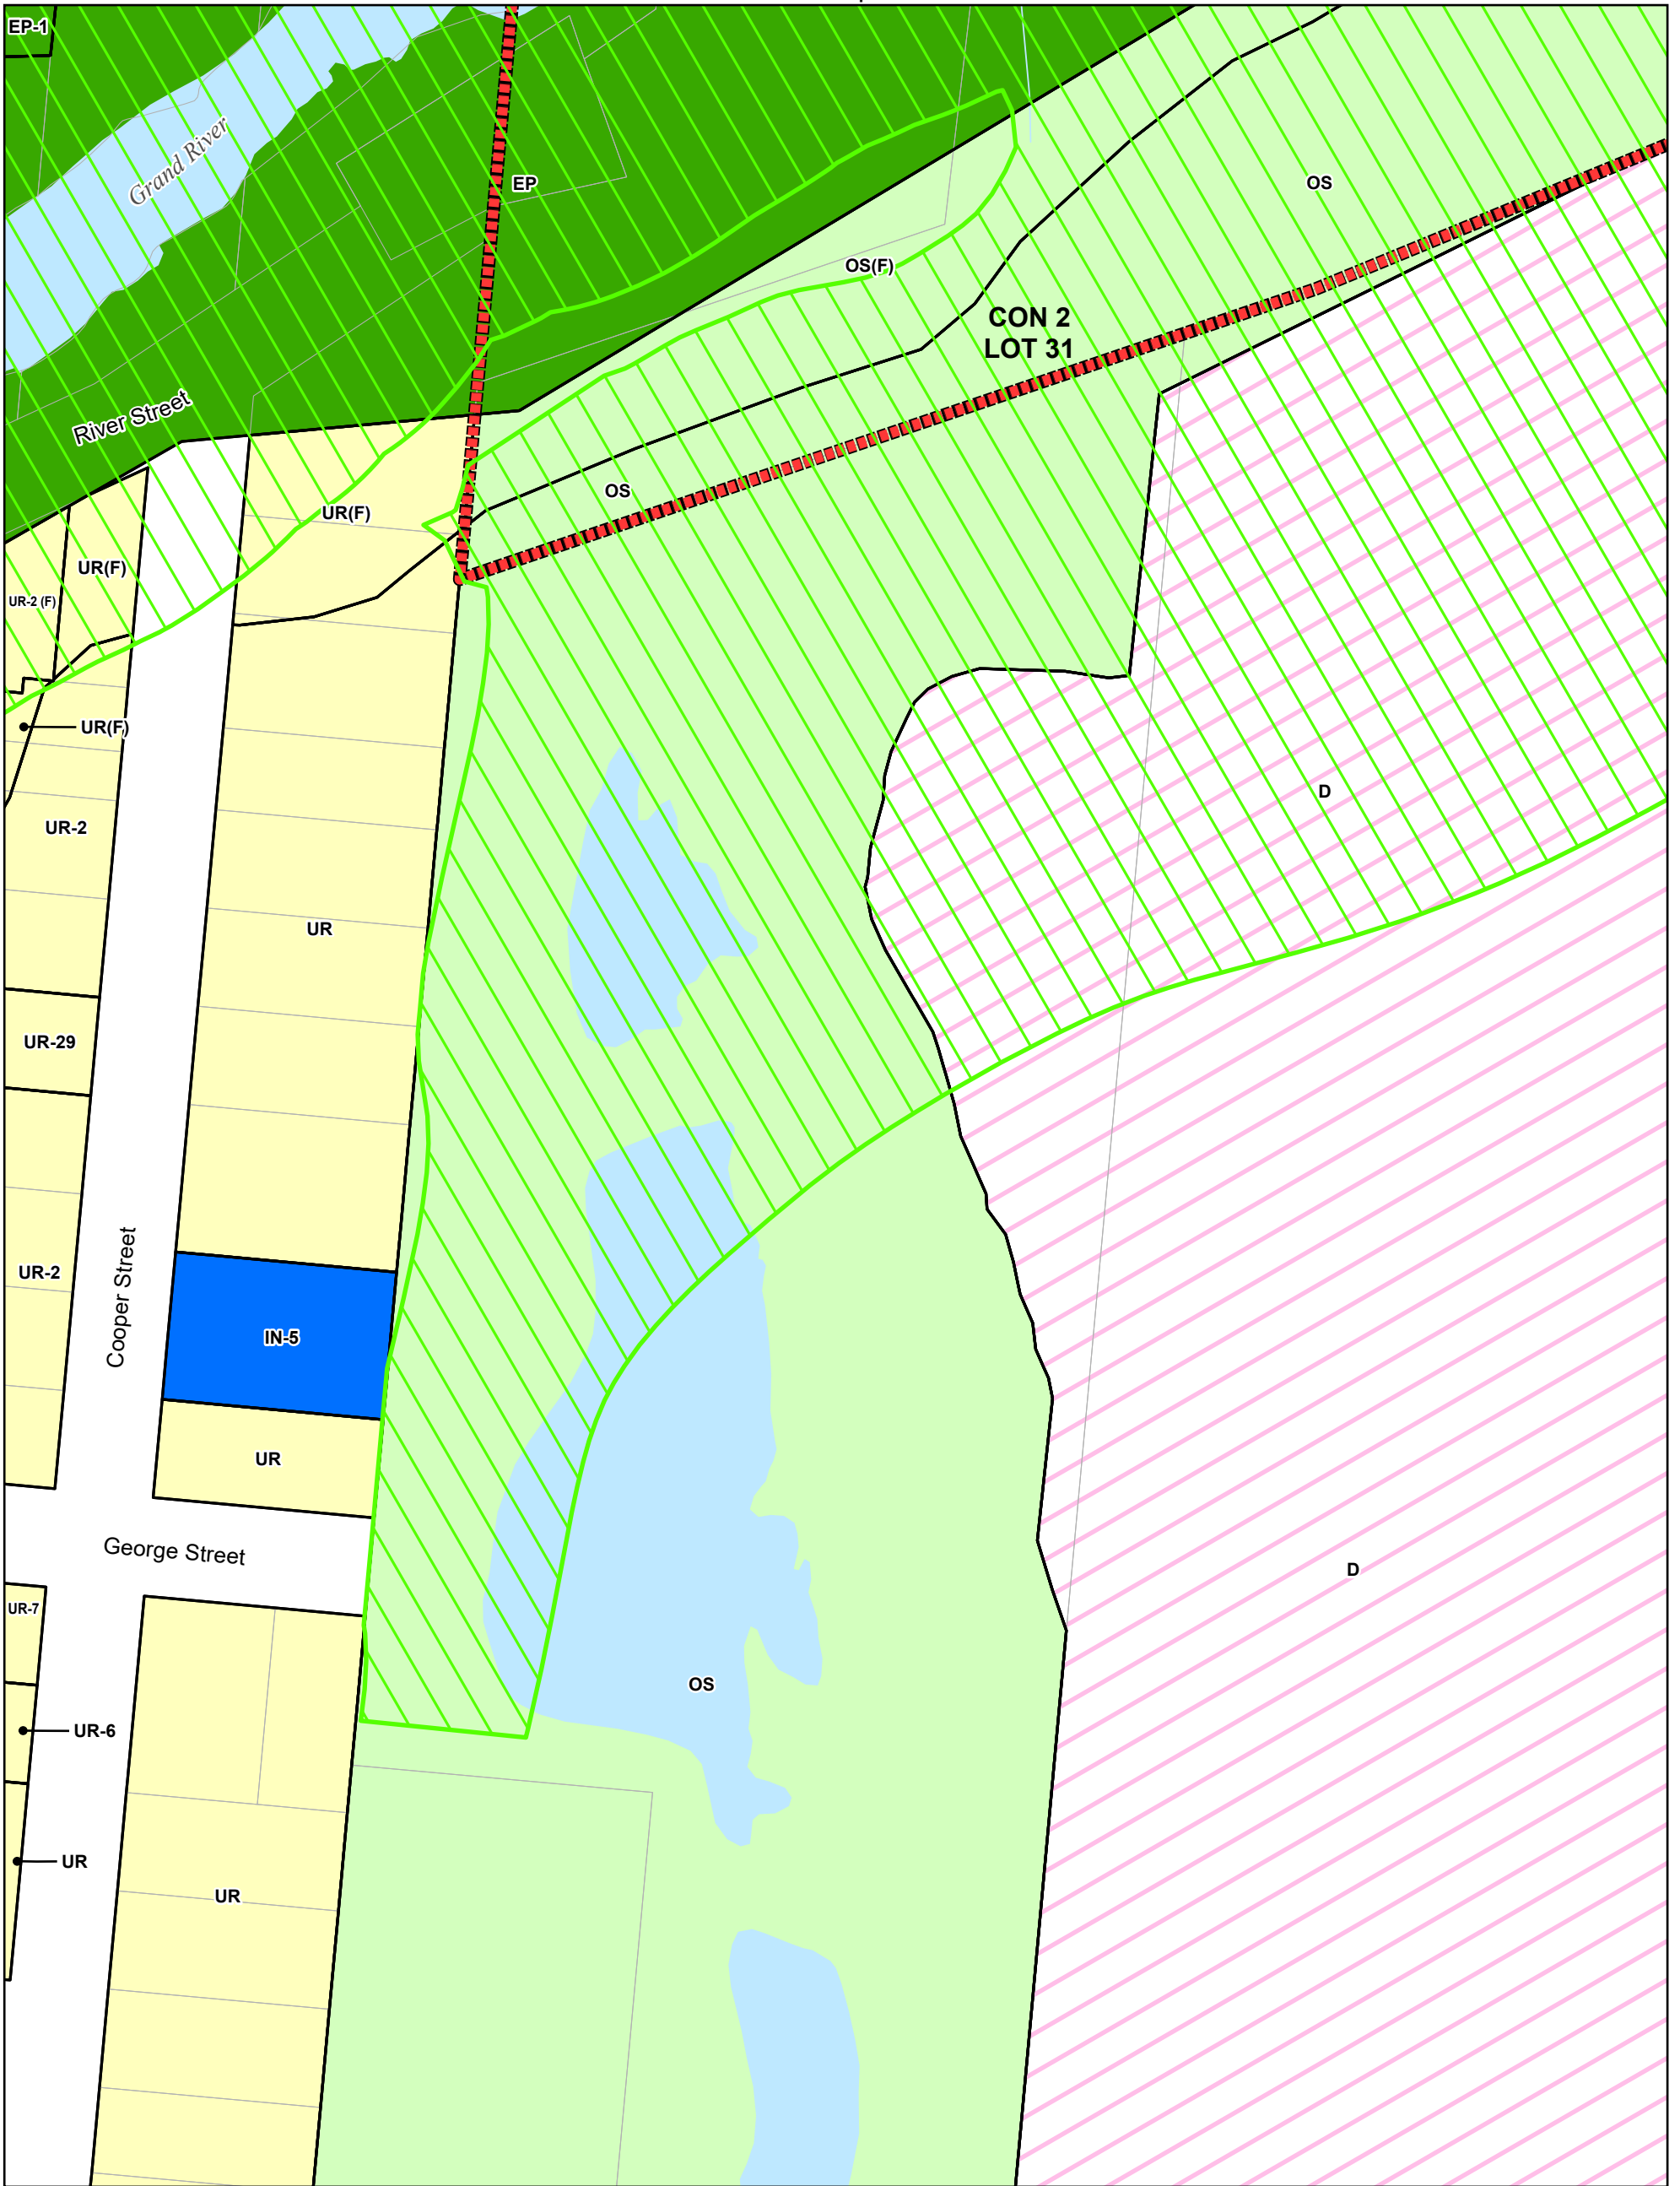 EP-1
Grand River
EP
OS
OS(F)
CON 2
LOT 31
River Street
OS
UR(F)
UR(F)
UR-2 (F)
UR(F)
D
UR-2
UR
UR-29
UR-2
Cooper Street
IN-5
UR
George Street
D
UR-7
OS
UR-6
UR
UR